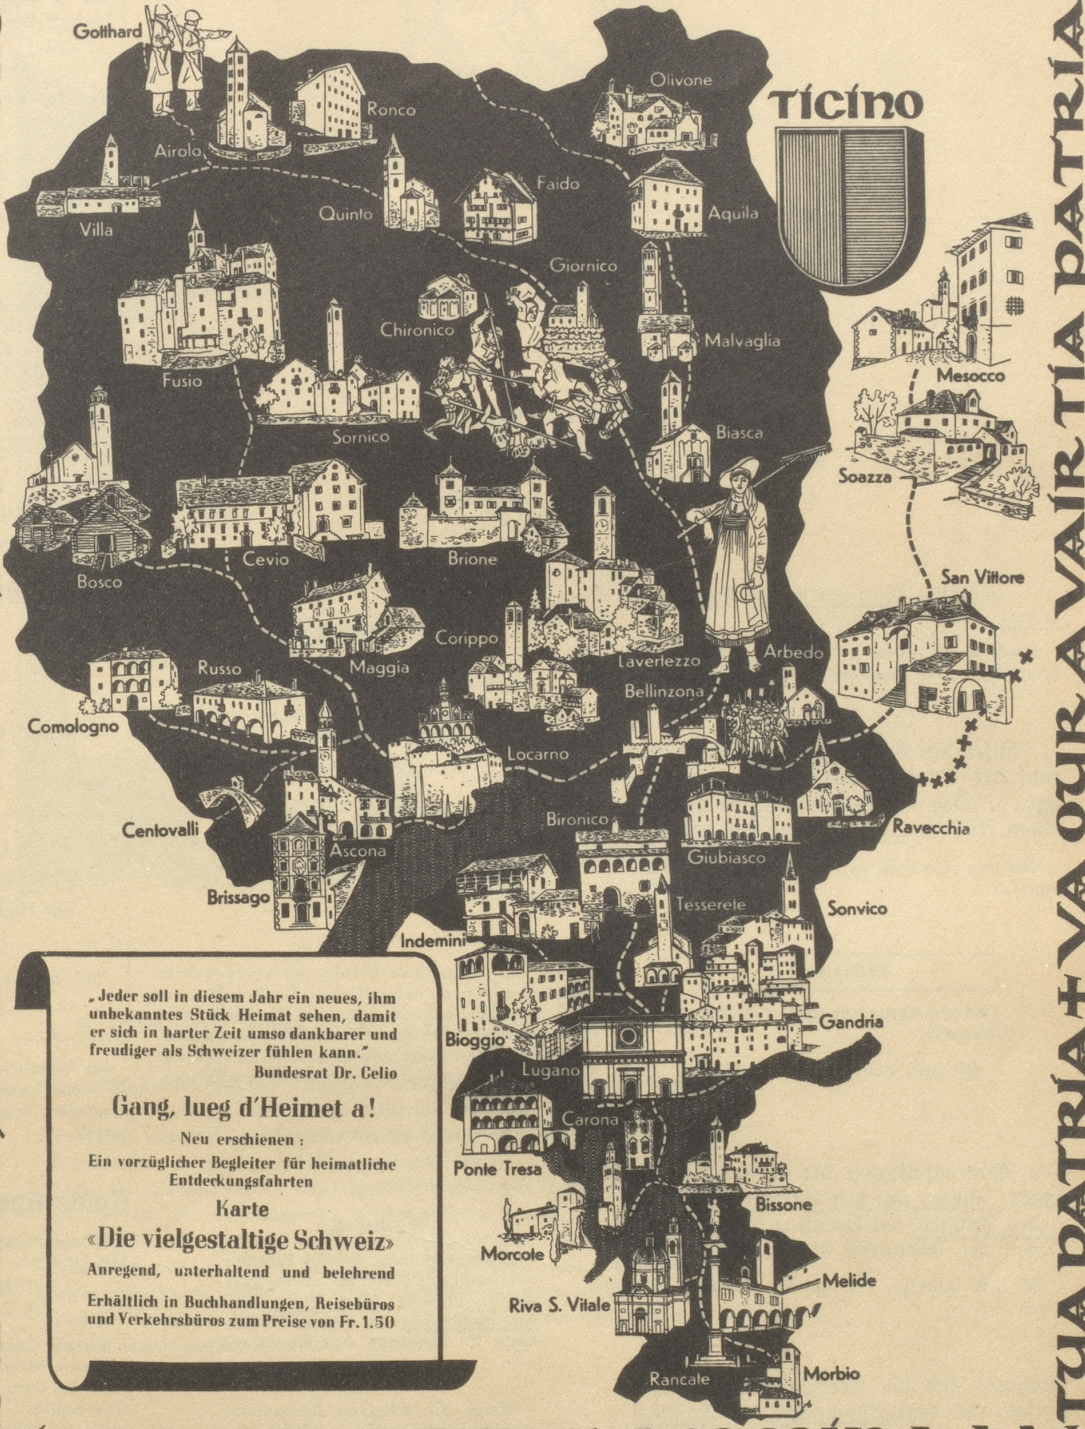 Gotthard
TICINO
Olivone
Ronco
Airolo
Faido
Villa
Quinto
Aquila
Giornico
Chironico
Malvaglia
Fusio
Mesocco
Sornico
Biasca
Soazza
Cevio
Brione
Bosco
San Vittore
Corippo
Maggia
Lavertezzo
Arbedo
Russo
Bellinzona
Comologno
Locarno
Centovalli
Bironico
Ravecchia
Ascona
Giubiasco
Brissago
Tesserete
Sonvico
Indemini
Gandria
Bioggio
Lugano
Carona
Ponte Tresa
Bissone
Morcote
Melide
Riva S. Vitale
Rancate
Morbio
„Jeder soll in diesem Jahr ein neues, ihm
unbekanntes Stück Heimat sehen, damit
er sich in harter Zeit umso dankbarer und
freudiger als Schweizer fühlen kann.”
Bundesrat Dr. Celio
Gang, lueg d'Heimet a!
Neu erschienen :
Ein vorzüglicher Begleiter für heimatliche
Entdeckungsfahrten
Karte
«Die vielgestaltige Schweiz»
Anregend, unterhaltend und belehrend
Erhältlich in Buchhandlungen, Reisebüros
und Verkehrsbüros zum Preise von Fr. 1.50
TUA PATRIA + VA OUR A VAIR TIA PATRIA